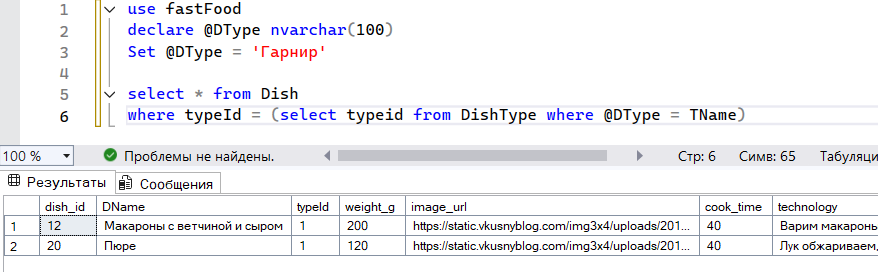 1 use fastFood
2 declare @DType nvarchar(100)
3 Set @DType = 'Гарнир'
4
5 select * from Dish
6 where typeId = (select typeid from DishType where @DType = TName)
100 % Проблемы не найдены. Стр: 6 Симв: 65 Табуляци
Результаты Сообщения
dish_id DName typeId weight_g image_url cook_time technology
1 12 Макароны с ветчиной и сыром 1 200 https://static.vkusnyblog.com/img3x4/uploads/201... 40 Варим макароны
2 20 Пюре 1 120 https://static.vkusnyblog.com/img3x4/uploads/201... 40 Лук обжариваем,